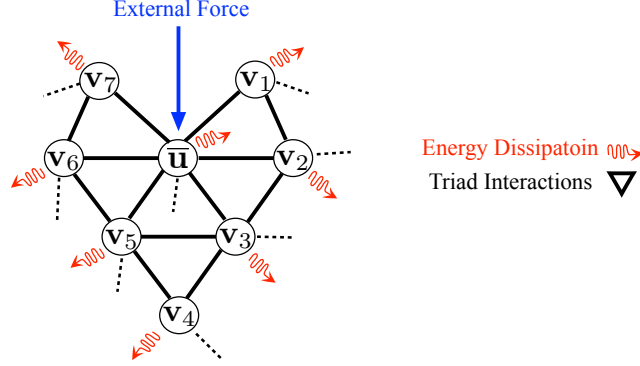 External Force
v₇
v₁
v₆
u̅
v₂
v₅
v₃
v₄
Energy Dissipatoin
Triad Interactions